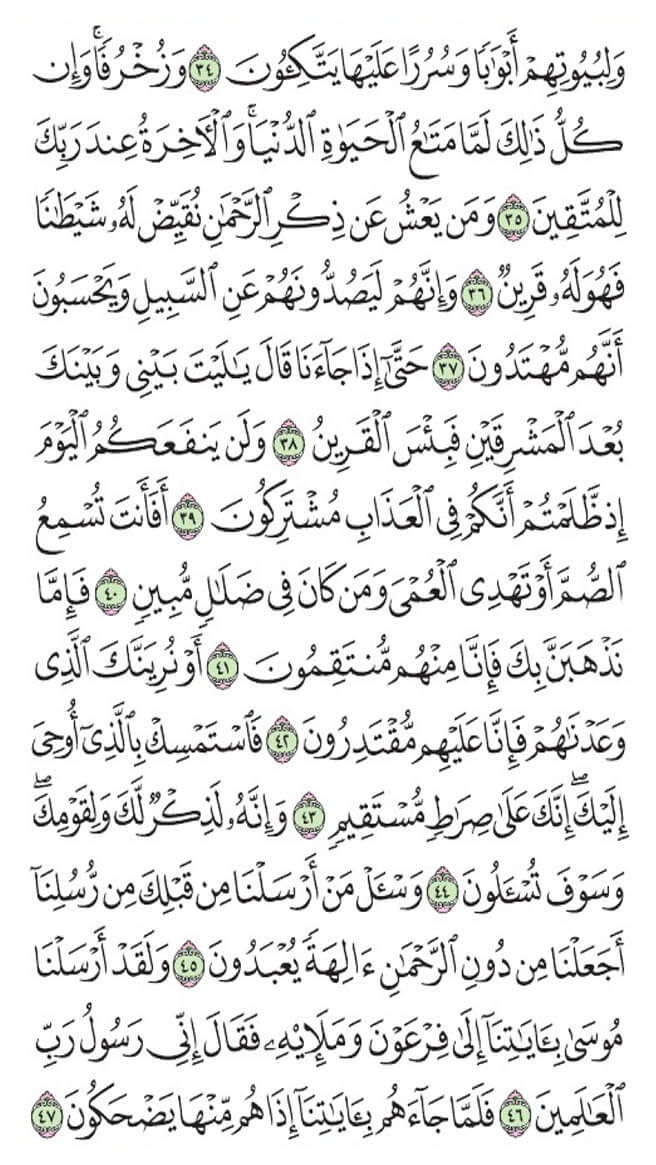 وَلِبُيُوتِهِمْ أَبْوَٰبًا وَسُرُرًا عَلَيْهَا يَتَّكِـُٔونَ ٣٤ وَزُخْرُفًا ۚ وَإِن
كُلُّ ذَٰلِكَ لَمَّا مَتَـٰعُ ٱلْحَيَوٰةِ ٱلدُّنْيَا ۚ وَٱلْـَٔاخِرَةُ عِندَ رَبِّكَ
لِلْمُتَّقِينَ ٣٥ وَمَن يَعْشُ عَن ذِكْرِ ٱلرَّحْمَـٰنِ نُقَيِّضْ لَهُۥ شَيْطَـٰنًا
فَهُوَ لَهُۥ قَرِينٌ ٣٦ وَإِنَّهُمْ لَيَصُدُّونَهُمْ عَنِ ٱلسَّبِيلِ وَيَحْسَبُونَ
أَنَّهُم مُّهْتَدُونَ ٣٧ حَتَّىٰٓ إِذَا جَآءَنَا قَالَ يَـٰلَيْتَ بَيْنِى وَبَيْنَكَ
بُعْدَ ٱلْمَشْرِقَيْنِ فَبِئْسَ ٱلْقَرِينُ ٣٨ وَلَن يَنفَعَكُمُ ٱلْيَوْمَ
إِذ ظَّلَمْتُمْ أَنَّكُمْ فِى ٱلْعَذَابِ مُشْتَرِكُونَ ٣٩ أَفَأَنتَ تُسْمِعُ
ٱلصُّمَّ أَوْ تَهْدِى ٱلْعُمْىَ وَمَن كَانَ فِى ضَلَـٰلٍ مُّبِينٍ ٤٠ فَإِمَّا
نَذْهَبَنَّ بِكَ فَإِنَّا مِنْهُم مُّنتَقِمُونَ ٤١ أَوْ نُرِيَنَّكَ ٱلَّذِى
وَعَدْنَـٰهُمْ فَإِنَّا عَلَيْهِم مُّقْتَدِرُونَ ٤٢ فَٱسْتَمْسِكْ بِٱلَّذِىٓ أُوحِىَ
إِلَيْكَ ۖ إِنَّكَ عَلَىٰ صِرَٰطٍ مُّسْتَقِيمٍ ٤٣ وَإِنَّهُۥ لَذِكْرٌ لَّكَ وَلِقَوْمِكَ ۖ
وَسَوْفَ تُسْـَٔلُونَ ٤٤ وَسْـَٔلْ مَنْ أَرْسَلْنَا مِن قَبْلِكَ مِن رُّسُلِنَآ
أَجَعَلْنَا مِن دُونِ ٱلرَّحْمَـٰنِ ءَالِهَةً يُعْبَدُونَ ٤٥ وَلَقَدْ أَرْسَلْنَا
مُوسَىٰ بِـَٔايَـٰتِنَآ إِلَىٰ فِرْعَوْنَ وَمَلَإِي۟هِۦ فَقَالَ إِنِّى رَسُولُ رَبِّ
ٱلْعَـٰلَمِينَ ٤٦ فَلَمَّا جَآءَهُم بِـَٔايَـٰتِنَآ إِذَا هُم مِّنْهَا يَضْحَكُونَ ٤٧